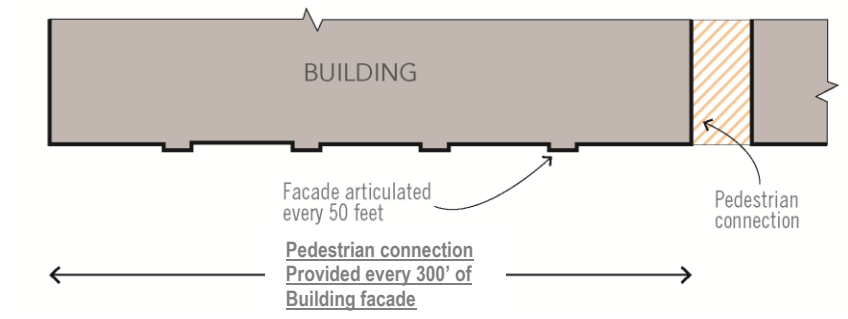 BUILDING
Facade articulated
every 50 feet
Pedestrian
connection
Pedestrian connection
Provided every 300’ of
Building facade